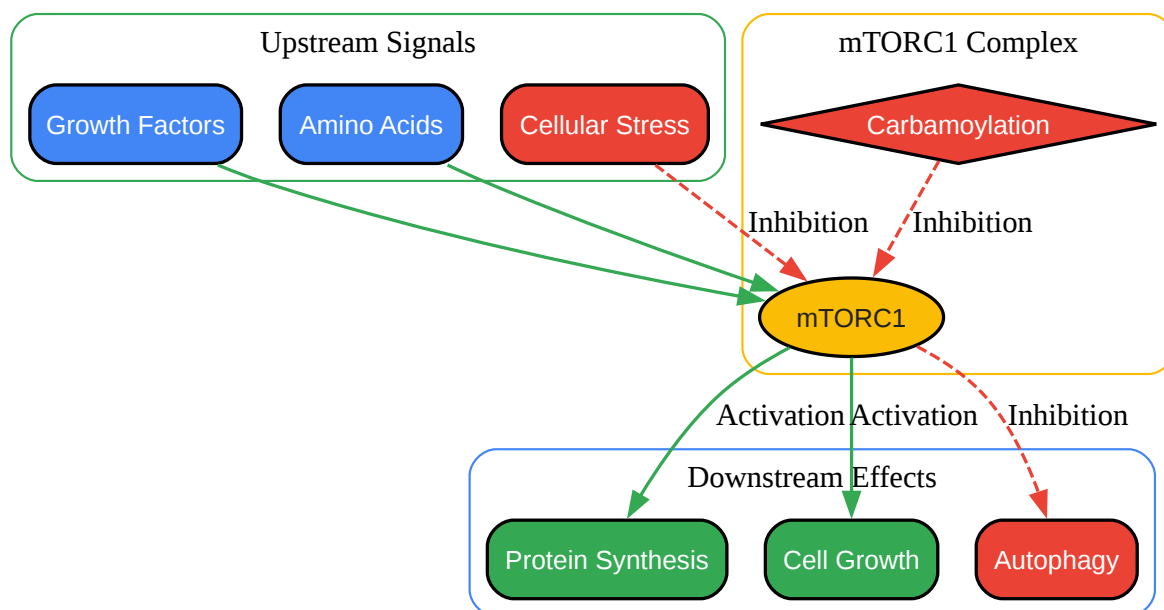 Upstream Signals
mTORC1 Complex
Growth Factors
Amino Acids
Cellular Stress
Carbamoylation
Inhibition
Inhibition
mTORC1
Activation
Activation
Inhibition
Downstream Effects
Protein Synthesis
Cell Growth
Autophagy